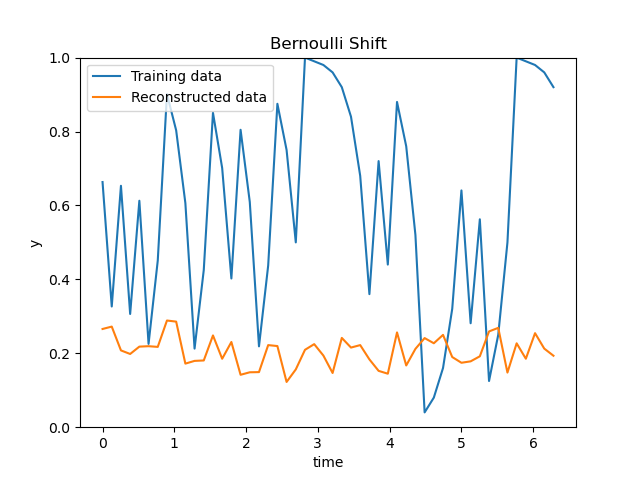 Bernoulli Shift
Training data
Reconstructed data
1.0
0.8
0.6
0.4
0.2
0.0
y
0 1 2 3 4 5 6
time